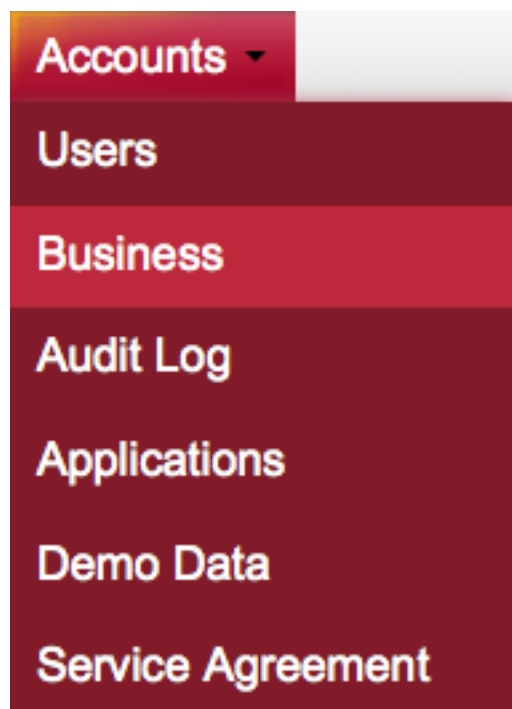 Accounts
Users
Business
Audit Log
Applications
Demo Data
Service Agreement